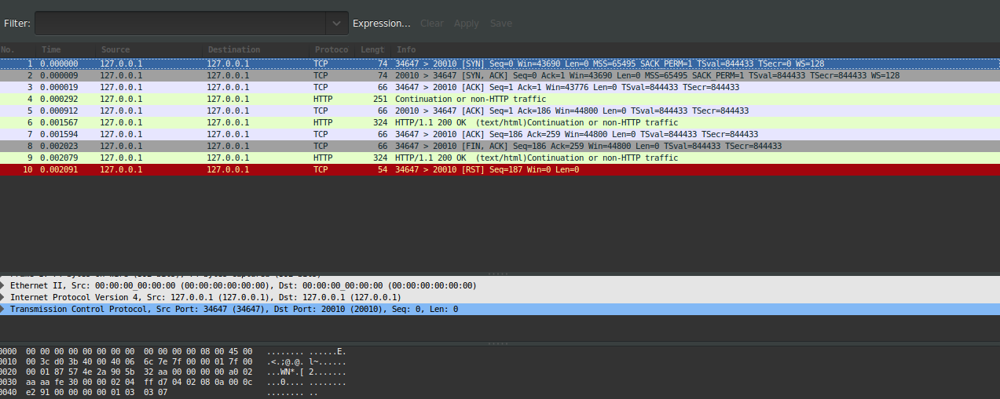 Filter: Expression... Clear Apply Save
No. Time Source Destination Protoco Lengt Info
1 0.000000 127.0.0.1 127.0.0.1 TCP 74 34647 > 20010 [SYN] Seq=0 Win=43690 Len=0 MSS=65495 SACK_PERM=1 TSval=844433 TSecr=0 WS=128
2 0.000009 127.0.0.1 127.0.0.1 TCP 74 20010 > 34647 [SYN, ACK] Seq=0 Ack=1 Win=43690 Len=0 MSS=65495 SACK_PERM=1 TSval=844433 TSecr=844433 WS=128
3 0.000019 127.0.0.1 127.0.0.1 TCP 66 34647 > 20010 [ACK] Seq=1 Ack=1 Win=43776 Len=0 TSval=844433 TSecr=844433
4 0.000292 127.0.0.1 127.0.0.1 HTTP 251 Continuation or non-HTTP traffic
5 0.000912 127.0.0.1 127.0.0.1 TCP 66 20010 > 34647 [ACK] Seq=1 Ack=186 Win=44800 Len=0 TSval=844433 TSecr=844433
6 0.001567 127.0.0.1 127.0.0.1 HTTP 324 HTTP/1.1 200 OK (text/html)Continuation or non-HTTP traffic
7 0.001594 127.0.0.1 127.0.0.1 TCP 66 34647 > 20010 [ACK] Seq=186 Ack=259 Win=44800 Len=0 TSval=844433 TSecr=844433
8 0.002023 127.0.0.1 127.0.0.1 TCP 66 34647 > 20010 [FIN, ACK] Seq=186 Ack=259 Win=44800 Len=0 TSval=844433 TSecr=844433
9 0.002079 127.0.0.1 127.0.0.1 HTTP 324 HTTP/1.1 200 OK (text/html)Continuation or non-HTTP traffic
10 0.002091 127.0.0.1 127.0.0.1 TCP 54 34647 > 20010 [RST] Seq=187 Win=0 Len=0
Ethernet II, Src: 00:00:00_00:00:00 (00:00:00:00:00:00), Dst: 00:00:00_00:00:00 (00:00:00:00:00:00)
Internet Protocol Version 4, Src: 127.0.0.1 (127.0.0.1), Dst: 127.0.0.1 (127.0.0.1)
Transmission Control Protocol, Src Port: 34647 (34647), Dst Port: 20010 (20010), Seq: 0, Len: 0
0000 00 00 00 00 00 00 00 00 00 00 00 00 08 00 45 00 ........ ......E.
0010 00 3c d0 3b 40 00 40 06 6c 7e 7f 00 00 01 7f 00 .<.;@.@. l~......
0020 00 01 87 57 4e 2a 90 5b 32 aa 00 00 00 00 a0 02 ...WN*.[ 2.......
0030 aa aa fe 30 00 00 02 04 ff d7 04 02 08 0a 00 0c ...0.... ........
0040 e2 91 00 00 00 00 01 03 03 07 ........ ..